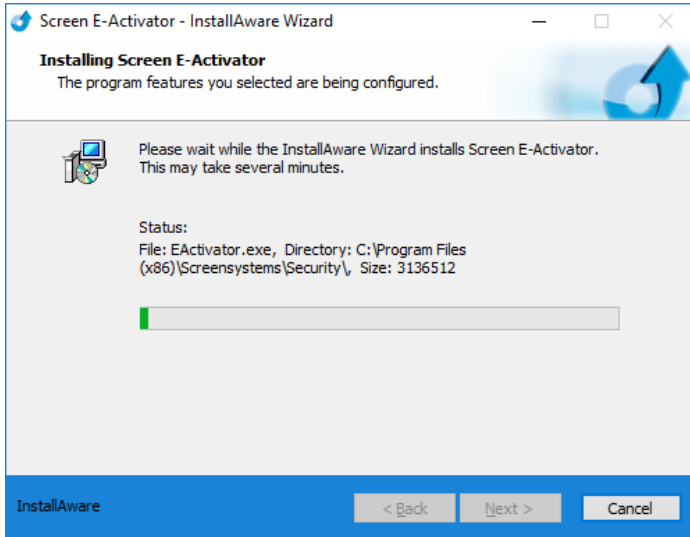 Screen E-Activator - InstallAware Wizard
Installing Screen E-Activator
The program features you selected are being configured.
Please wait while the InstallAware Wizard installs Screen E-Activator.
This may take several minutes.
Status:
File: EActivator.exe, Directory: C:\Program Files
(x86)\Screensystems\Security\, Size: 3136512
InstallAware
< Back
Next >
Cancel